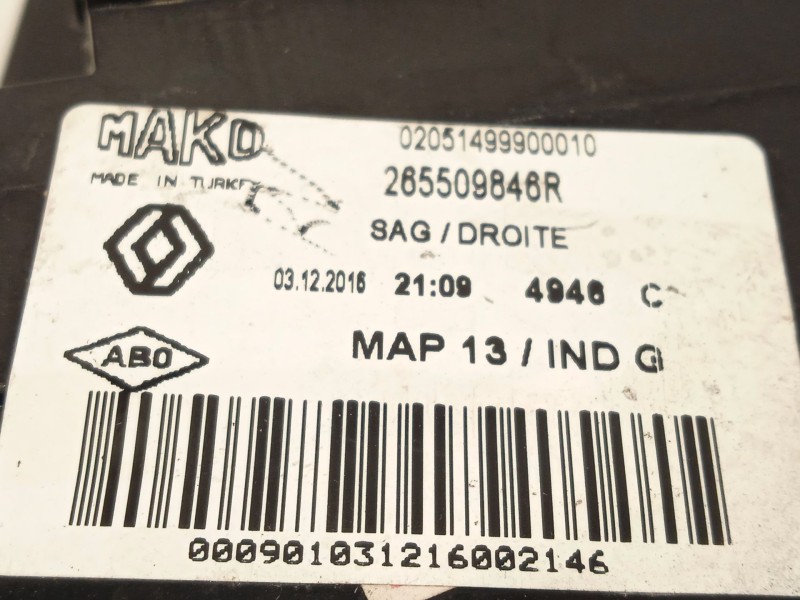 MAKO
02051499900010
MADE IN TURKEY
265509846R
SAG / DROITE
03.12.2016 21:09 4946 C
MAP 13 / IND G
ABO
000901031216002146